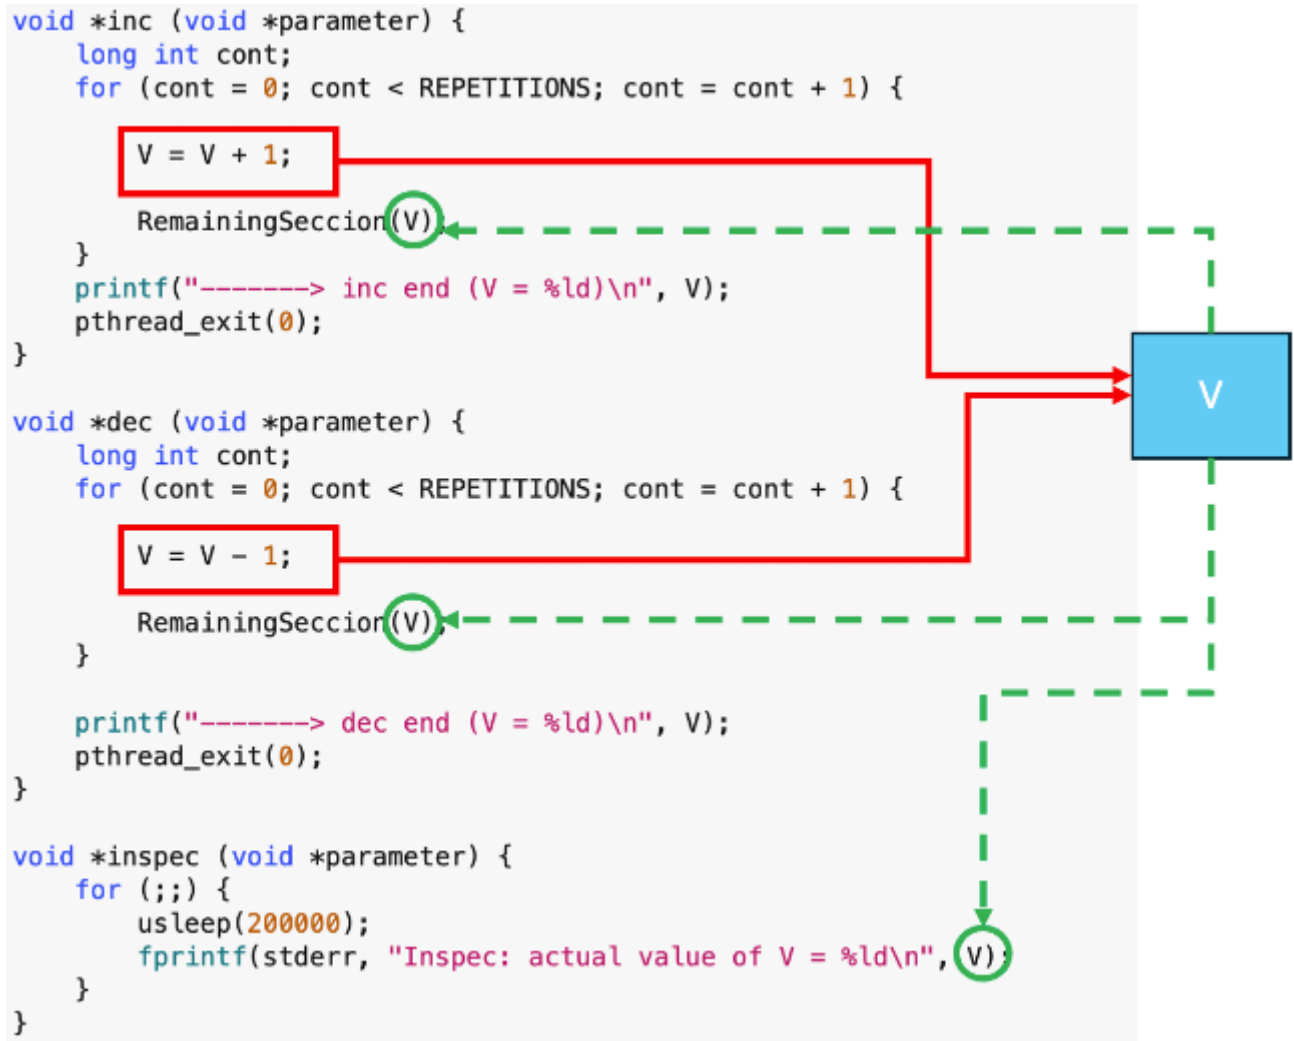 void *inc (void *parameter) {
long int cont;
for (cont = 0; cont < REPETITIONS; cont = cont + 1) {
V = V + 1;
RemainingSeccion(V);
}
printf("-------> inc end (V = %ld)\n", V);
pthread_exit(0);
}
V
void *dec (void *parameter) {
long int cont;
for (cont = 0; cont < REPETITIONS; cont = cont + 1) {
V = V - 1;
RemainingSeccion(V);
}
printf("-------> dec end (V = %ld)\n", V);
pthread_exit(0);
}
void *inspec (void *parameter) {
for (;;) {
usleep(200000);
fprintf(stderr, "Inspec: actual value of V = %ld\n", V);
}
}